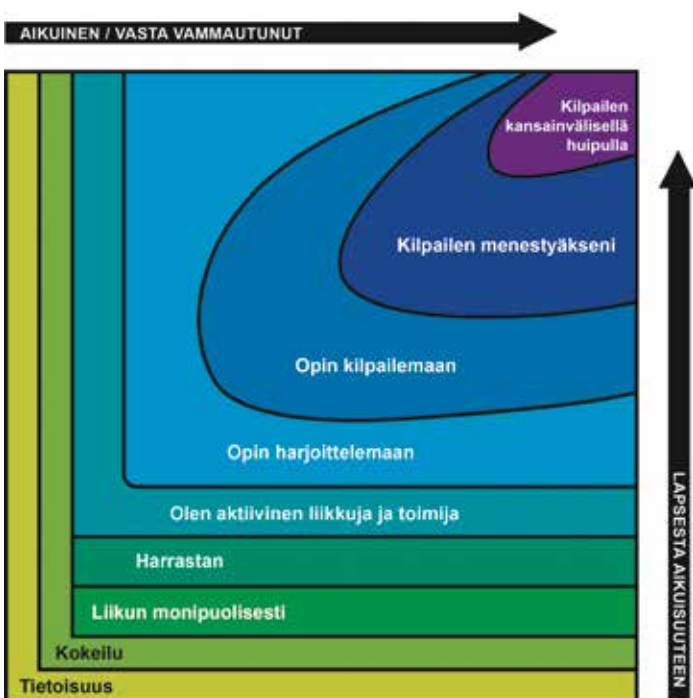 AIKUINEN / VASTA VAMMAUTUNUT
Kilpailen
kansainvälisellä
huipulla
Kilpailen menestyäkseni
Opin kilpailemaan
Opin harjoittelemaan
Olen aktiivinen liikkuja ja toimija
Harrastan
Liikun monipuolisesti
Kokeilu
Tietoisuus
LAPSESTA AIKUISUUTEEN